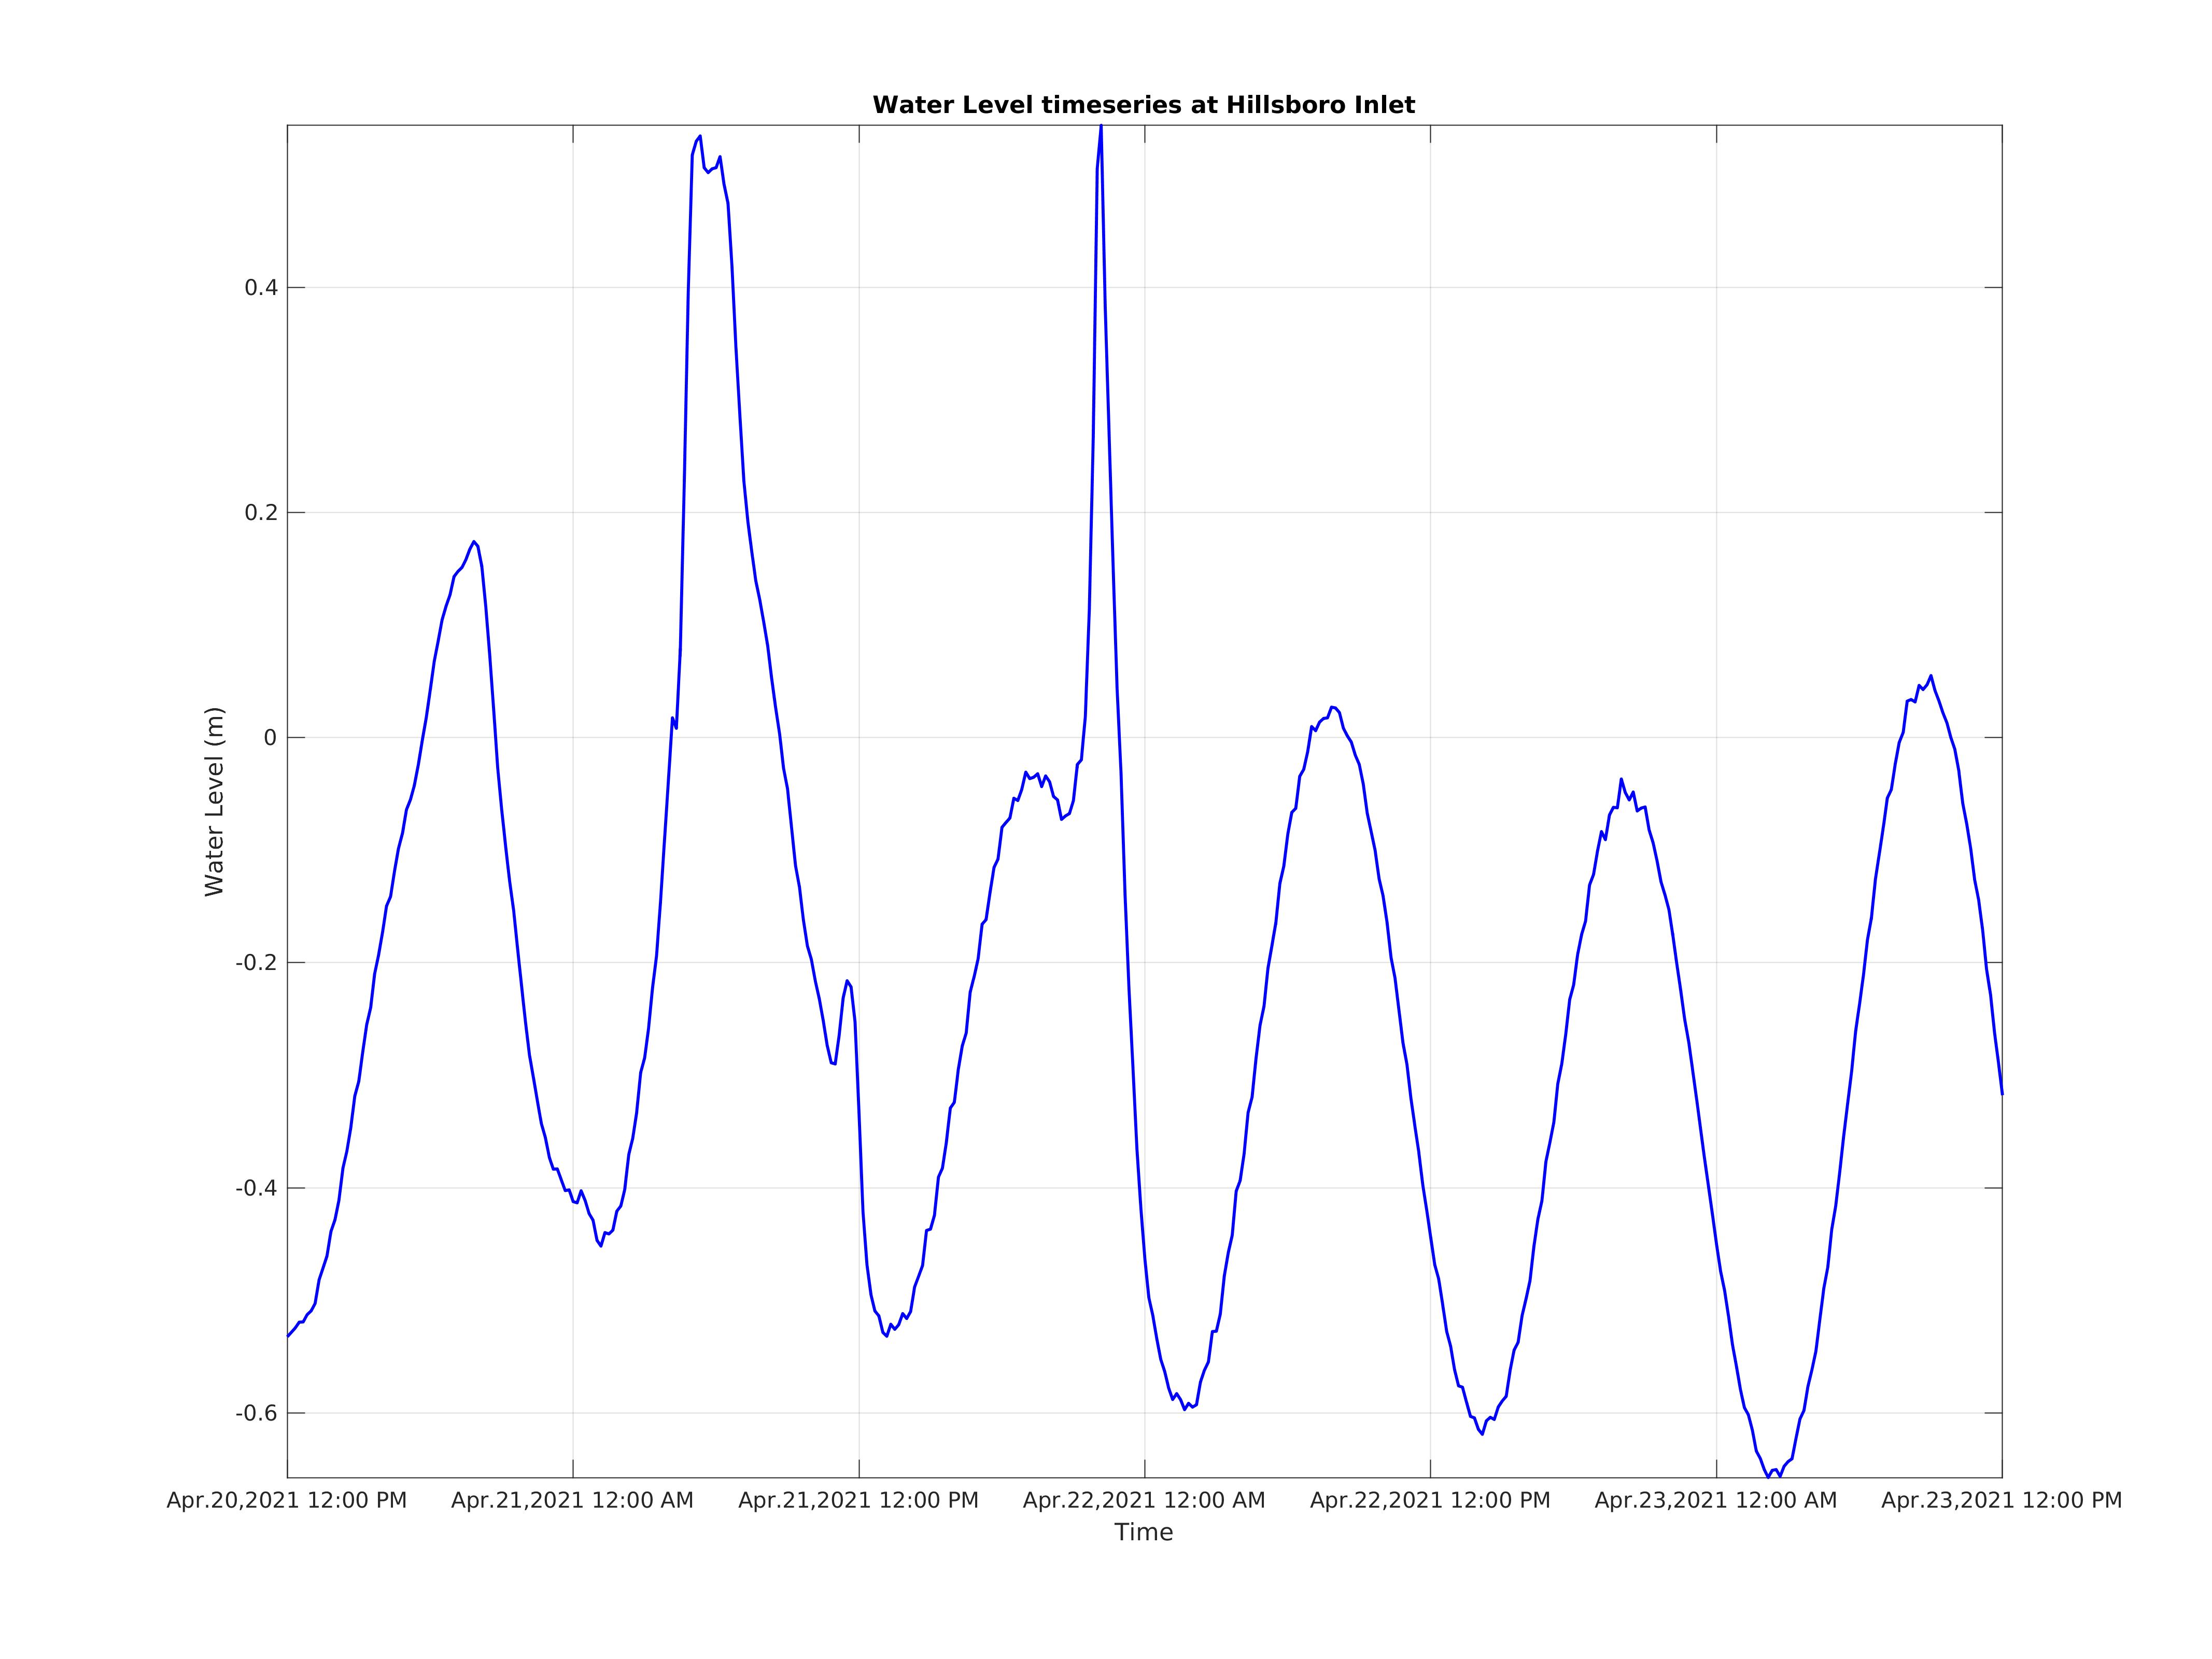 Water Level timeseries at Hillsboro Inlet
0.4
0.2
0
-0.2
-0.4
-0.6
Water Level (m)
Apr.20,2021 12:00 PM Apr.21,2021 12:00 AM Apr.21,2021 12:00 PM Apr.22,2021 12:00 AM Apr.22,2021 12:00 PM Apr.23,2021 12:00 AM Apr.23,2021 12:00 PM
Time